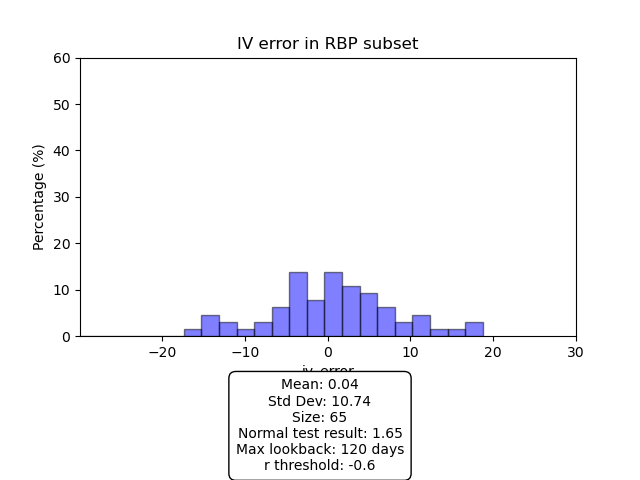 IV error in RBP subset
60
50
40
30
20
10
0
Percentage (%)
−20 −10 0 10 20 30
iv_error
Mean: 0.04
Std Dev: 10.74
Size: 65
Normal test result: 1.65
Max lookback: 120 days
r threshold: -0.6